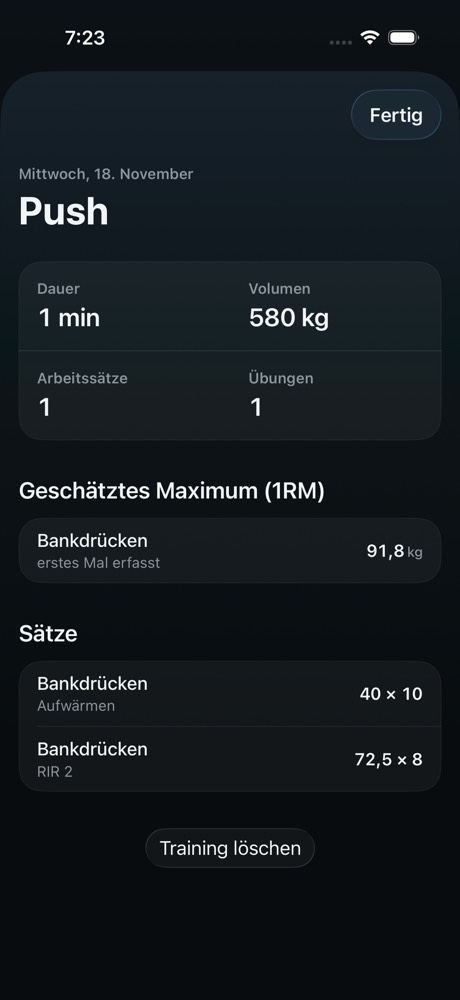 7:23
Fertig
Mittwoch, 18. November
Push
Dauer
1 min
Volumen
580 kg
Arbeitssätze
1
Übungen
1
Geschätztes Maximum (1RM)
Bankdrücken
erstes Mal erfasst
91,8 kg
Sätze
Bankdrücken
Aufwärmen
40 × 10
Bankdrücken
RIR 2
72,5 × 8
Training löschen